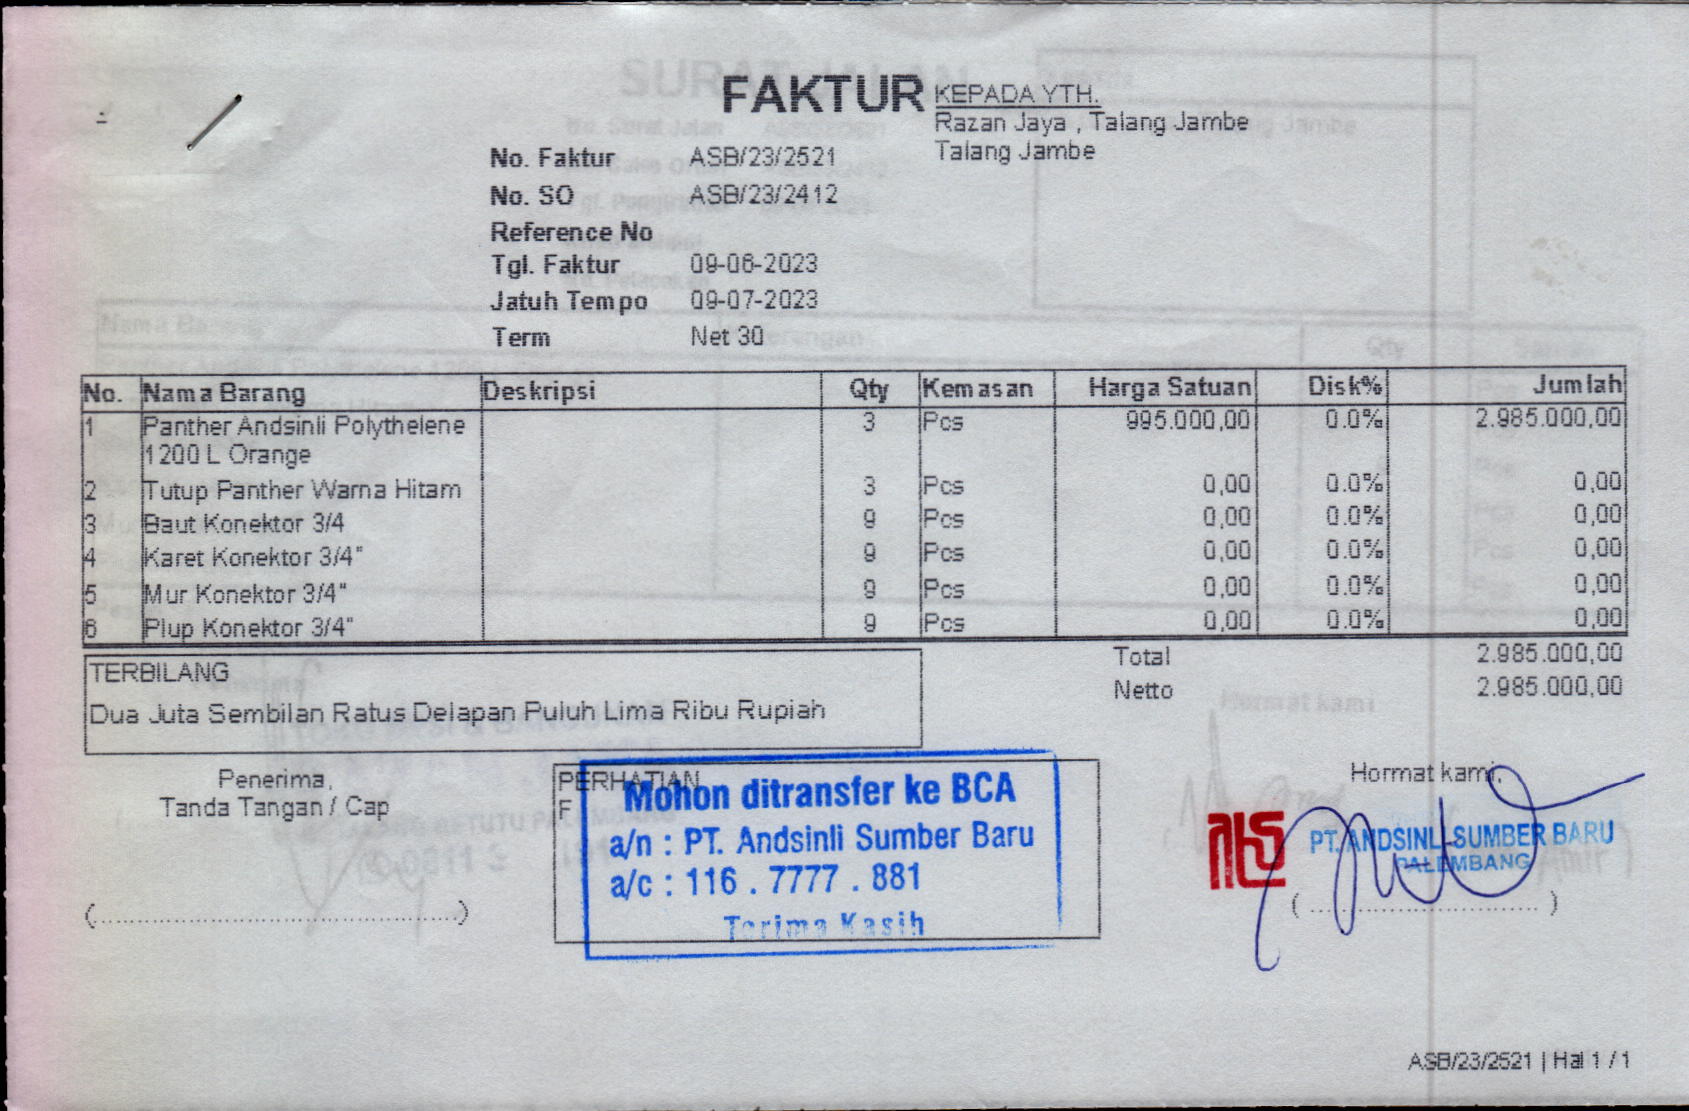 FAKTUR
KEPADA YTH.
Razan Jaya , Talang Jambe
Talang Jambe
No. Faktur ASB/23/2521
No. SO ASB/23/2412
Reference No
Tgl. Faktur 09-06-2023
Jatuh Tempo 09-07-2023
Term Net 30
No. Nama Barang Deskripsi Qty Kemasan Harga Satuan Disk% Jumlah
1 Panther Andsinli Polythelene 3 Pcs 995.000,00 0.0% 2.985.000,00
1200 L Orange
2 Tutup Panther Warna Hitam 3 Pcs 0,00 0.0% 0,00
3 Baut Konektor 3/4 9 Pcs 0,00 0.0% 0,00
4 Karet Konektor 3/4" 9 Pcs 0,00 0.0% 0,00
5 Mur Konektor 3/4" 9 Pcs 0,00 0.0% 0,00
6 Plup Konektor 3/4" 9 Pcs 0,00 0.0% 0,00
Total 2.985.000,00
Netto 2.985.000,00
TERBILANG
Dua Juta Sembilan Ratus Delapan Puluh Lima Ribu Rupiah
Penerima,
Tanda Tangan / Cap
(........................................)
PERHATIAN
F
Mohon ditransfer ke BCA
a/n : PT. Andsinli Sumber Baru
a/c : 116 . 7777 . 881
Terima Kasih
Hormat kami,
PT. ANDSINLI SUMBER BARU
PALEMBANG
( .............................. )
ASB/23/2521 | Hal 1 / 1